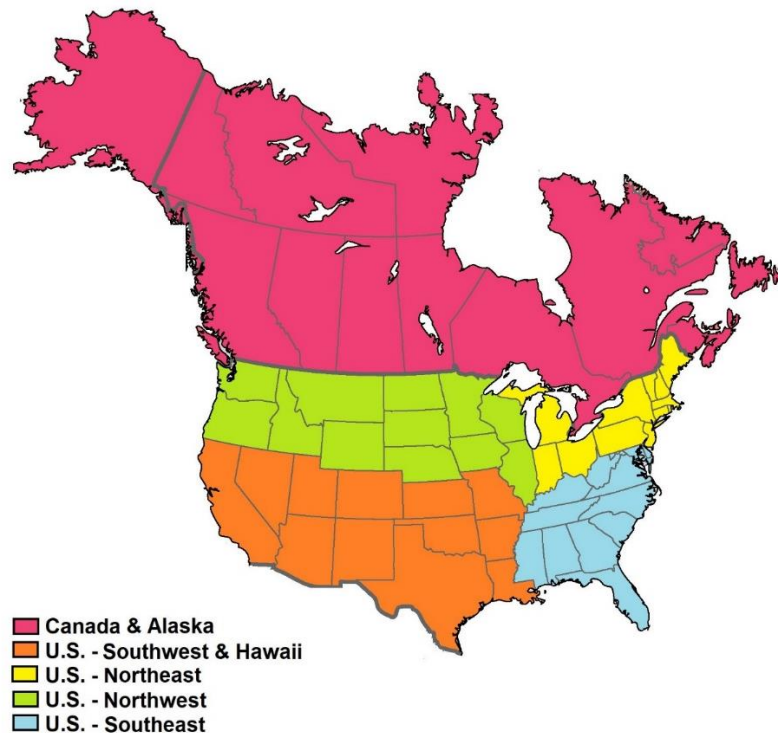 Canada & Alaska
U.S. - Southwest & Hawaii
U.S. - Northeast
U.S. - Northwest
U.S. - Southeast